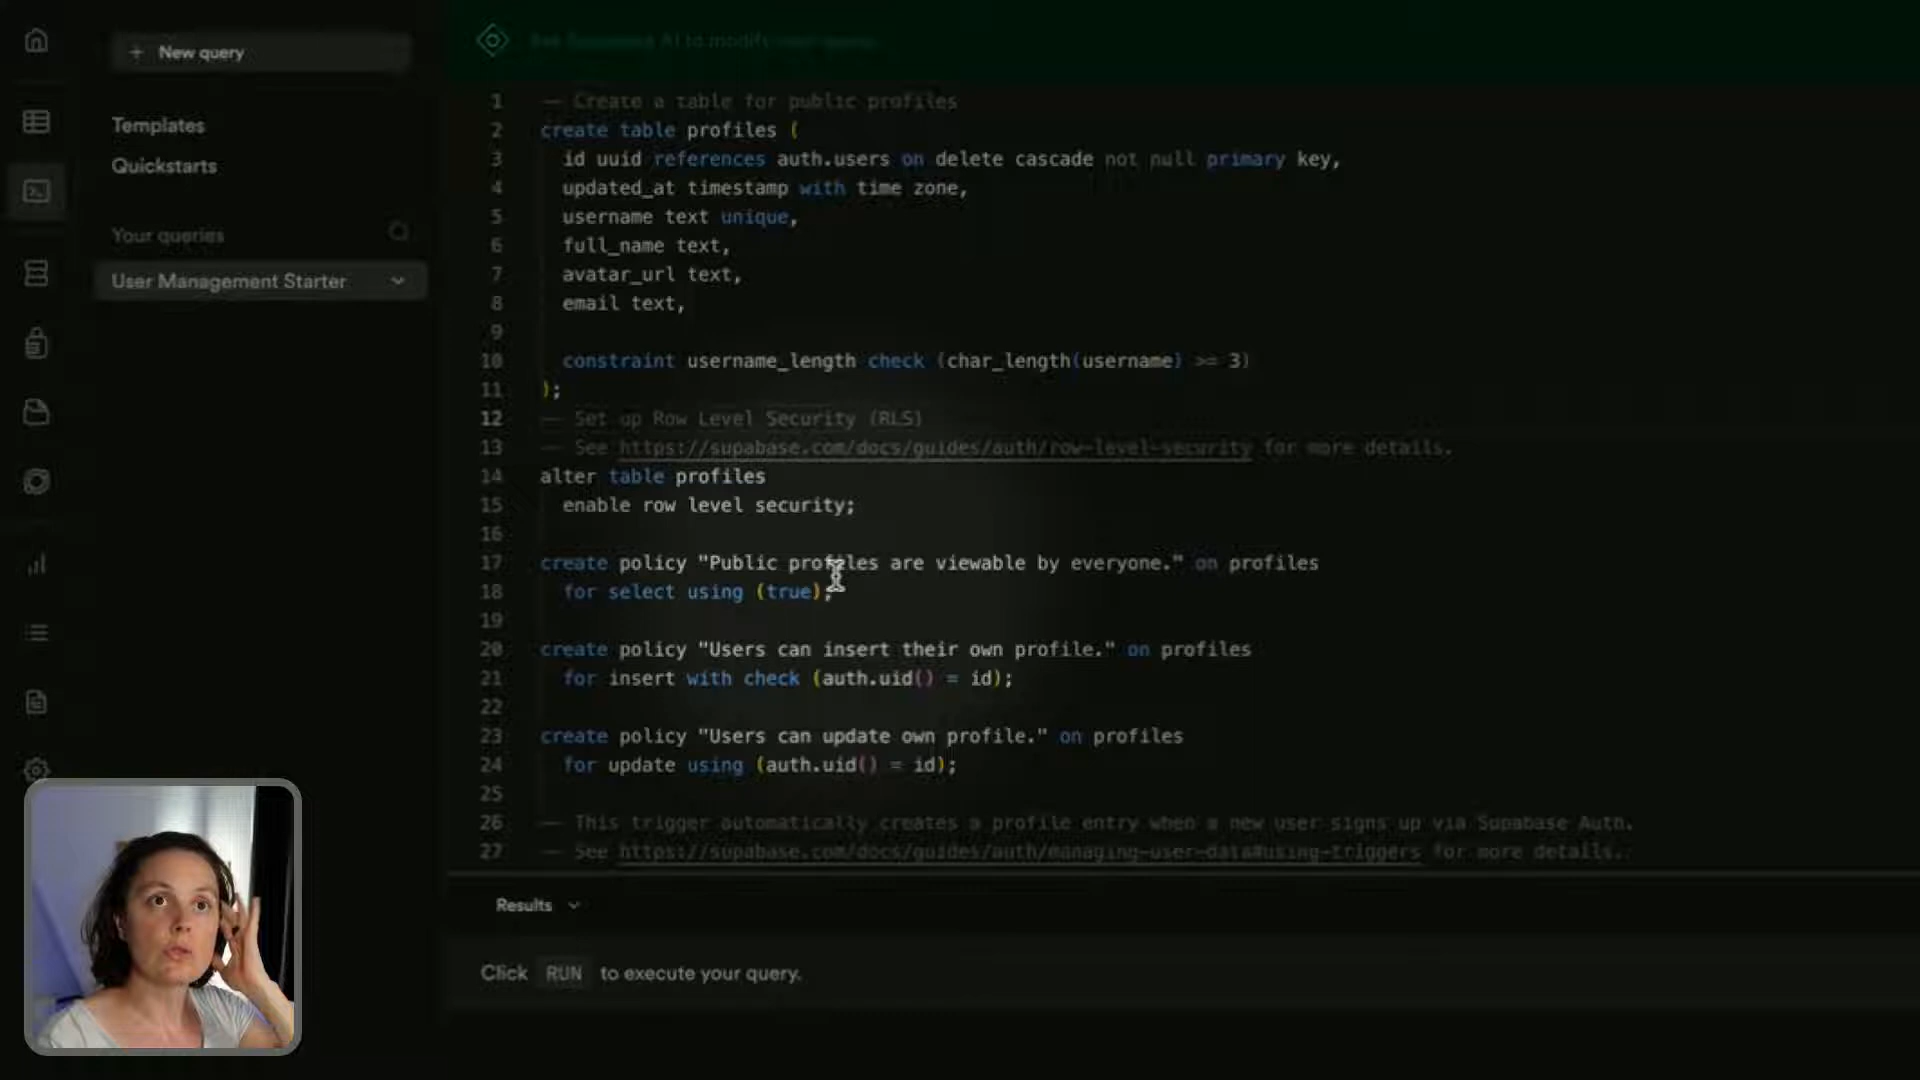 + New query
Templates
Quickstarts
Your queries
User Management Starter
Ask Supabase AI to modify your query
1 -- Create a table for public profiles
2 create table profiles (
3 id uuid references auth.users on delete cascade not null primary key,
4 updated_at timestamp with time zone,
5 username text unique,
6 full_name text,
7 avatar_url text,
8 email text,
9
10 constraint username_length check (char_length(username) >= 3)
11 );
12 -- Set up Row Level Security (RLS)
13 -- See https://supabase.com/docs/guides/auth/row-level-security for more details.
14 alter table profiles
15 enable row level security;
16
17 create policy "Public profiles are viewable by everyone." on profiles
18 for select using (true);
19
20 create policy "Users can insert their own profile." on profiles
21 for insert with check (auth.uid() = id);
22
23 create policy "Users can update own profile." on profiles
24 for update using (auth.uid() = id);
25
26 -- This trigger automatically creates a profile entry when a new user signs up via Supabase Auth.
27 -- See https://supabase.com/docs/guides/auth/managing-user-data#using-triggers for more details.
Results
Click RUN to execute your query.